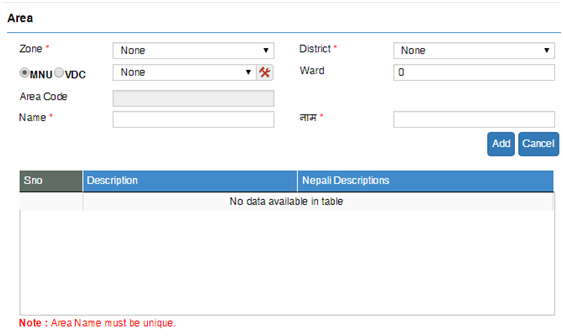 Area
Zone * None District * None
MNU VDC None Ward 0
Area Code
Name * नाम *
Add Cancel
Sno Description Nepali Descriptions
No data available in table
Note : Area Name must be unique.